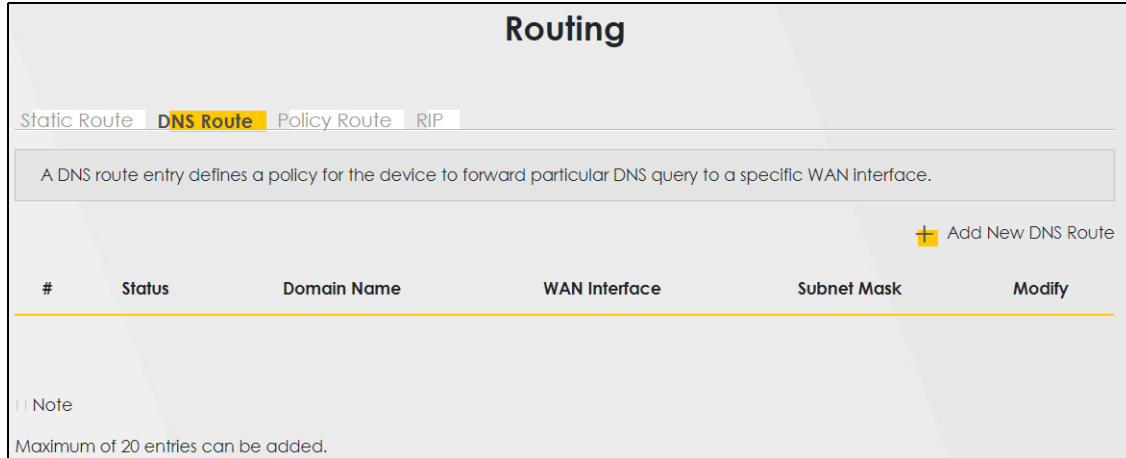 Routing
Static Route DNS Route Policy Route RIP
A DNS route entry defines a policy for the device to forward particular DNS query to a specific WAN interface.
+ Add New DNS Route
# Status Domain Name WAN Interface Subnet Mask Modify
Note
Maximum of 20 entries can be added.